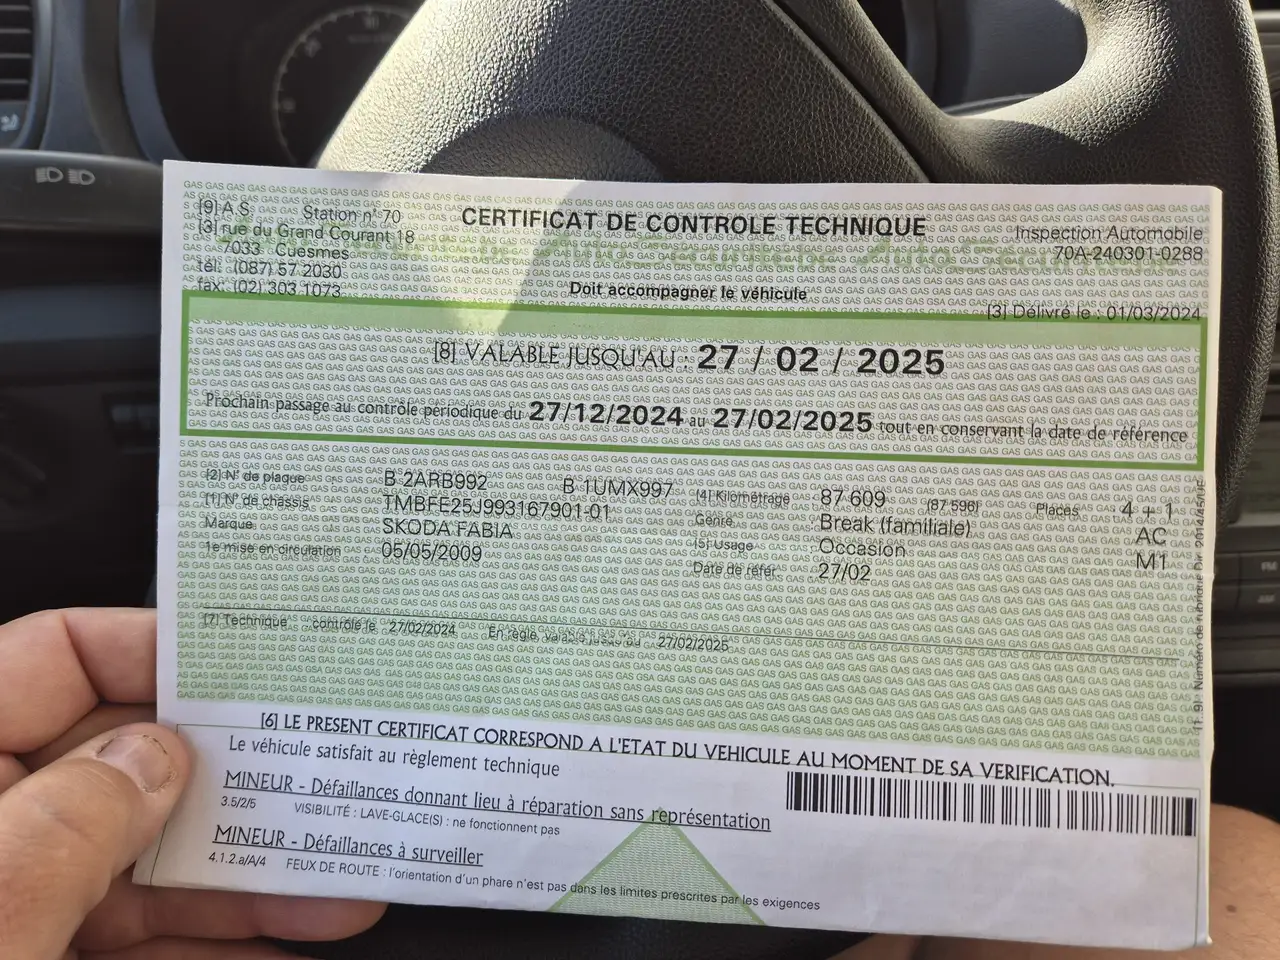 [9] A.S. Station n° 70
[3] rue du Grand Courant 18
7033 Cuesmes
tél: (087) 57 2030
fax: (02) 303 1073
CERTIFICAT DE CONTROLE TECHNIQUE
Doit accompagner le véhicule
Inspection Automobile
70A-240301-0288
[3] Délivré le : 01/03/2024
[8] VALABLE JUSQU'AU : 27 / 02 / 2025
Prochain passage au contrôle périodique du 27/12/2024 au 27/02/2025 tout en conservant la date de référence
[2] N° de plaque B 2ARB992 B 1UMX997
[1] N° de chassis TMBFE25J993167901-01
Marque SKODA FABIA
1e mise en circulation 05/05/2009
[4] Kilométrage 87 609 (87 596) Places 4 + 1
Genre Break (familiale) AC
[5] Usage Occasion M1
Date de réfer. 27/02
[7] Technique contrôlé le 27/02/2024 En règle, valable jusqu'au 27/02/2025
[6] LE PRESENT CERTIFICAT CORRESPOND A L'ETAT DU VEHICULE AU MOMENT DE SA VERIFICATION.
Le véhicule satisfait au règlement technique
MINEUR - Défaillances donnant lieu à réparation sans représentation
3.5/2/5 VISIBILITÉ : LAVE-GLACE(S) : ne fonctionnent pas
MINEUR - Défaillances à surveiller
4.1.2.a/A/4 FEUX DE ROUTE : l'orientation d'un phare n'est pas dans les limites prescrites par les exigences